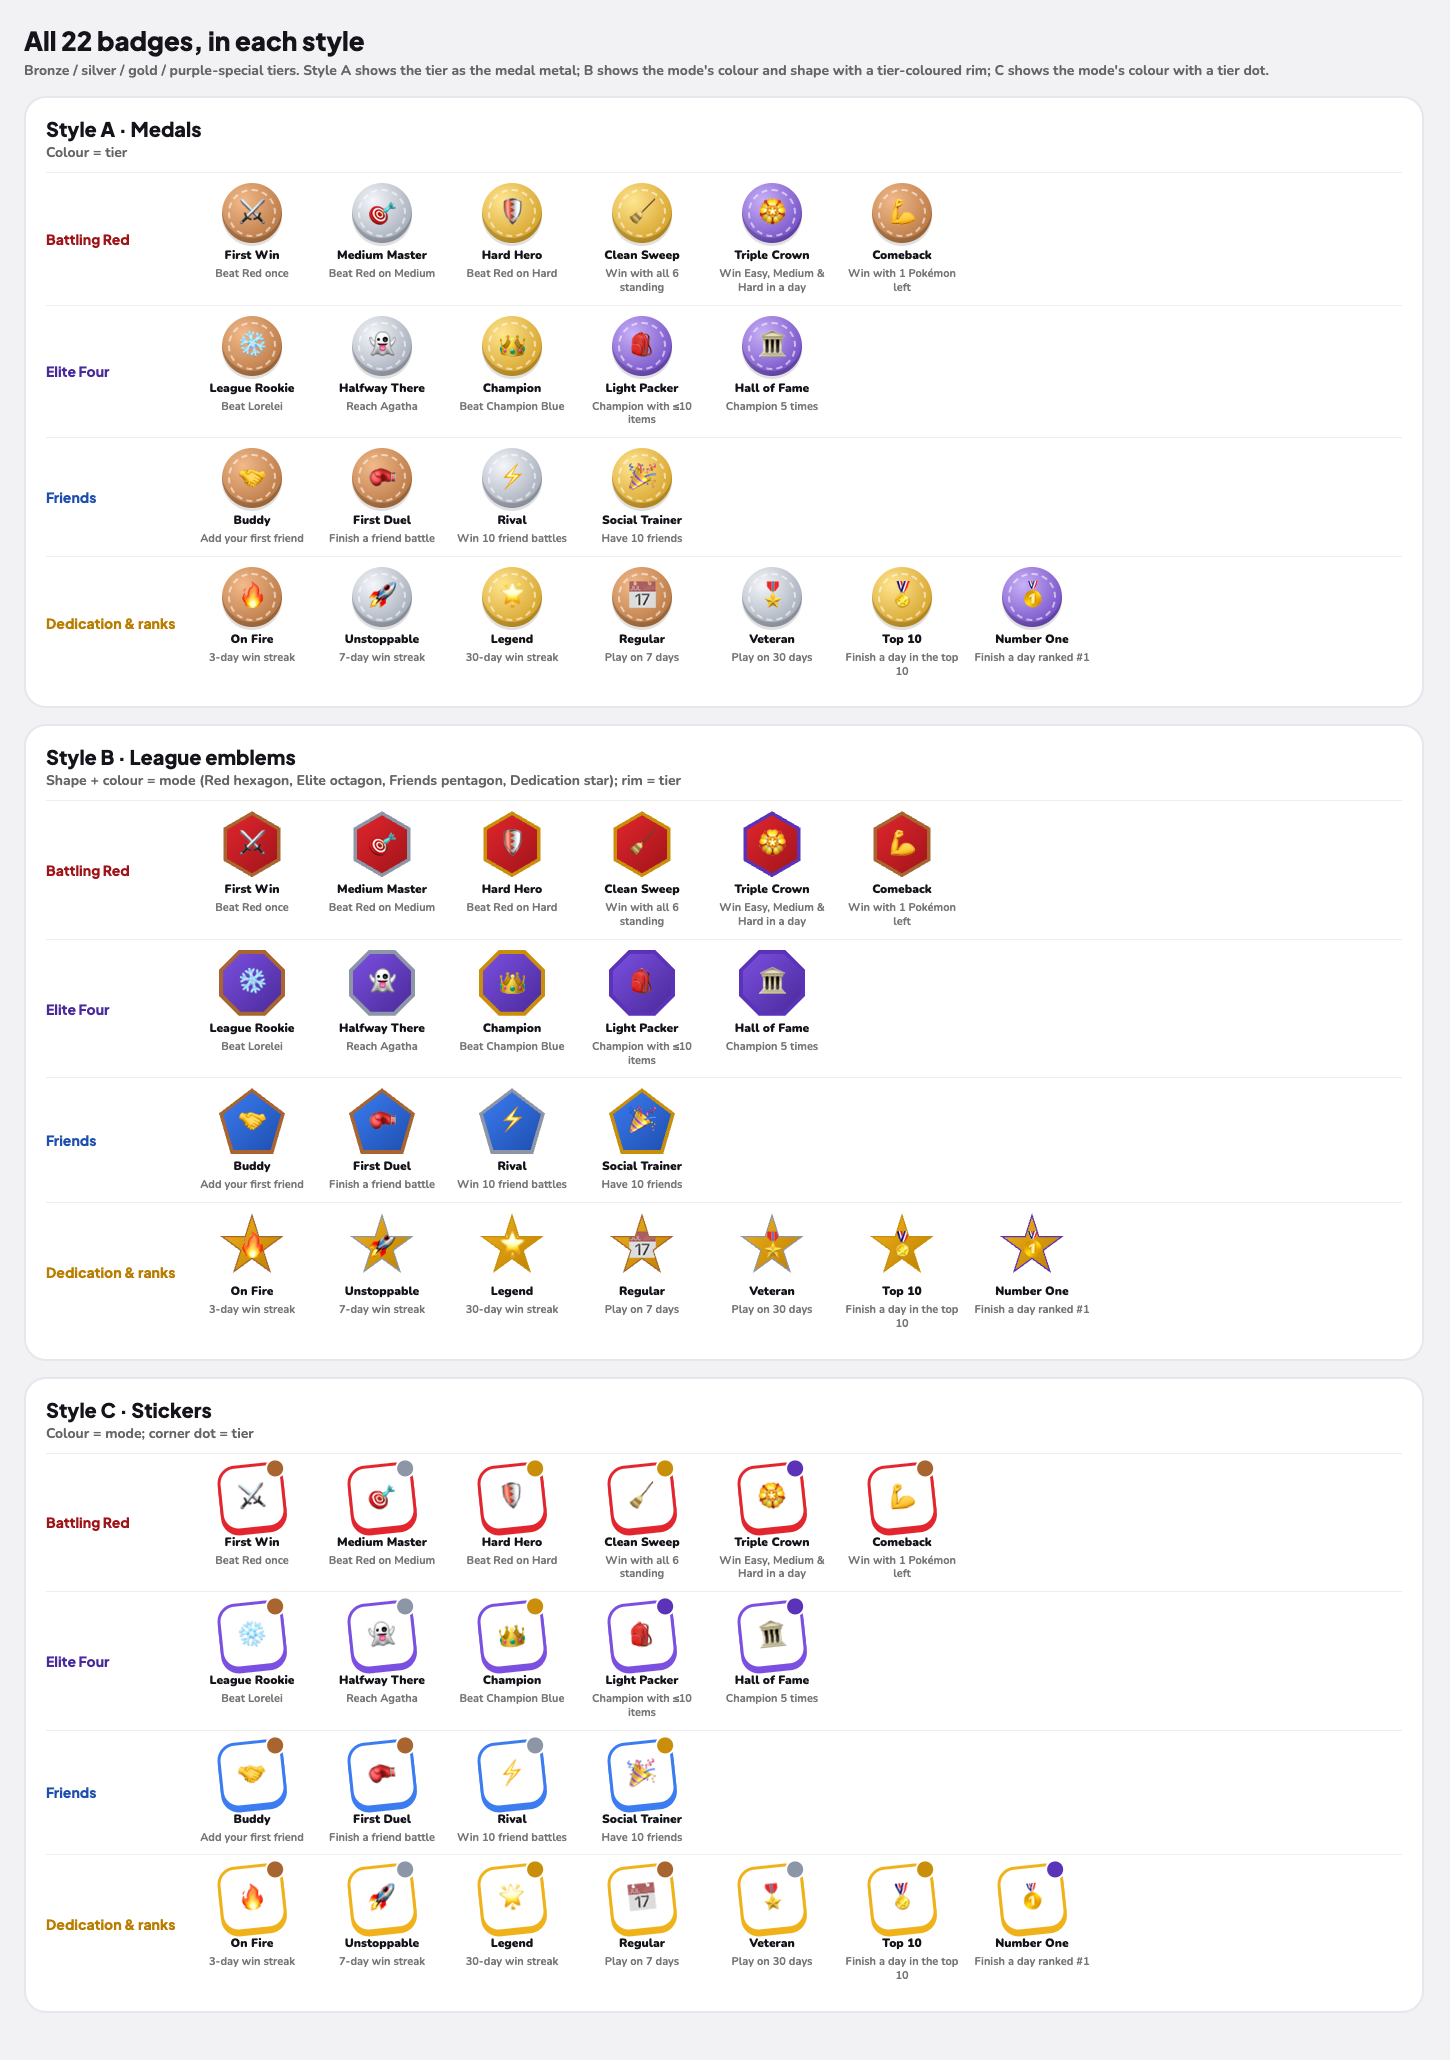 All 22 badges, in each style
Bronze / silver / gold / purple-special tiers. Style A shows the tier as the medal metal; B shows the mode's colour and shape with a tier-coloured rim; C shows the mode's colour with a tier dot.
Style A · Medals
Colour = tier
Battling Red
First Win
Beat Red once
Medium Master
Beat Red on Medium
Hard Hero
Beat Red on Hard
Clean Sweep
Win with all 6
standing
Triple Crown
Win Easy, Medium &
Hard in a day
Comeback
Win with 1 Pokémon
left
Elite Four
League Rookie
Beat Lorelei
Halfway There
Reach Agatha
Champion
Beat Champion Blue
Light Packer
Champion with ≤10
items
Hall of Fame
Champion 5 times
Friends
Buddy
Add your first friend
First Duel
Finish a friend battle
Rival
Win 10 friend battles
Social Trainer
Have 10 friends
Dedication & ranks
On Fire
3-day win streak
Unstoppable
7-day win streak
Legend
30-day win streak
17
Regular
Play on 7 days
Veteran
Play on 30 days
Top 10
Finish a day in the top
10
1
Number One
Finish a day ranked #1
Style B · League emblems
Shape + colour = mode (Red hexagon, Elite octagon, Friends pentagon, Dedication star); rim = tier
Battling Red
First Win
Beat Red once
Medium Master
Beat Red on Medium
Hard Hero
Beat Red on Hard
Clean Sweep
Win with all 6
standing
Triple Crown
Win Easy, Medium &
Hard in a day
Comeback
Win with 1 Pokémon
left
Elite Four
League Rookie
Beat Lorelei
Halfway There
Reach Agatha
Champion
Beat Champion Blue
Light Packer
Champion with ≤10
items
Hall of Fame
Champion 5 times
Friends
Buddy
Add your first friend
First Duel
Finish a friend battle
Rival
Win 10 friend battles
Social Trainer
Have 10 friends
Dedication & ranks
On Fire
3-day win streak
Unstoppable
7-day win streak
Legend
30-day win streak
17
Regular
Play on 7 days
Veteran
Play on 30 days
Top 10
Finish a day in the top
10
1
Number One
Finish a day ranked #1
Style C · Stickers
Colour = mode; corner dot = tier
Battling Red
First Win
Beat Red once
Medium Master
Beat Red on Medium
Hard Hero
Beat Red on Hard
Clean Sweep
Win with all 6
standing
Triple Crown
Win Easy, Medium &
Hard in a day
Comeback
Win with 1 Pokémon
left
Elite Four
League Rookie
Beat Lorelei
Halfway There
Reach Agatha
Champion
Beat Champion Blue
Light Packer
Champion with ≤10
items
Hall of Fame
Champion 5 times
Friends
Buddy
Add your first friend
First Duel
Finish a friend battle
Rival
Win 10 friend battles
Social Trainer
Have 10 friends
Dedication & ranks
On Fire
3-day win streak
Unstoppable
7-day win streak
Legend
30-day win streak
17
Regular
Play on 7 days
Veteran
Play on 30 days
Top 10
Finish a day in the top
10
1
Number One
Finish a day ranked #1